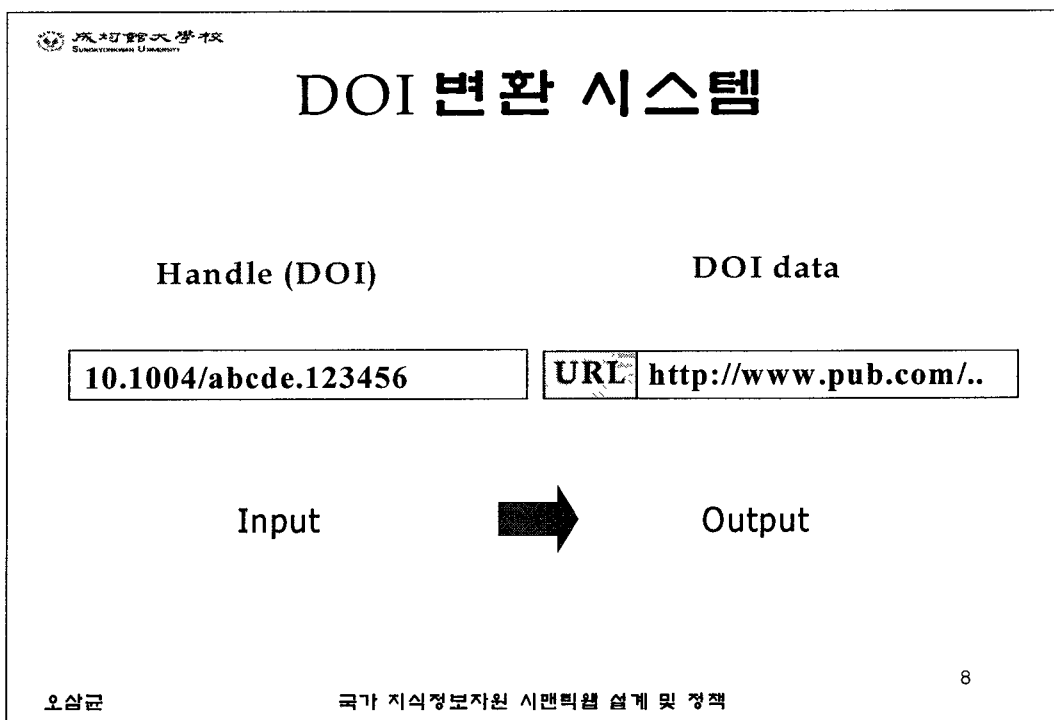 成均館大學校
SUNGKYUNKWAN UNIVERSITY
DOI 변환 시스템
Handle (DOI)
DOI data
10.1004/abcde.123456
URL http://www.pub.com/..
Input
Output
8
오삼균
국가 지식정보자원 시맨틱웹 설계 및 정책